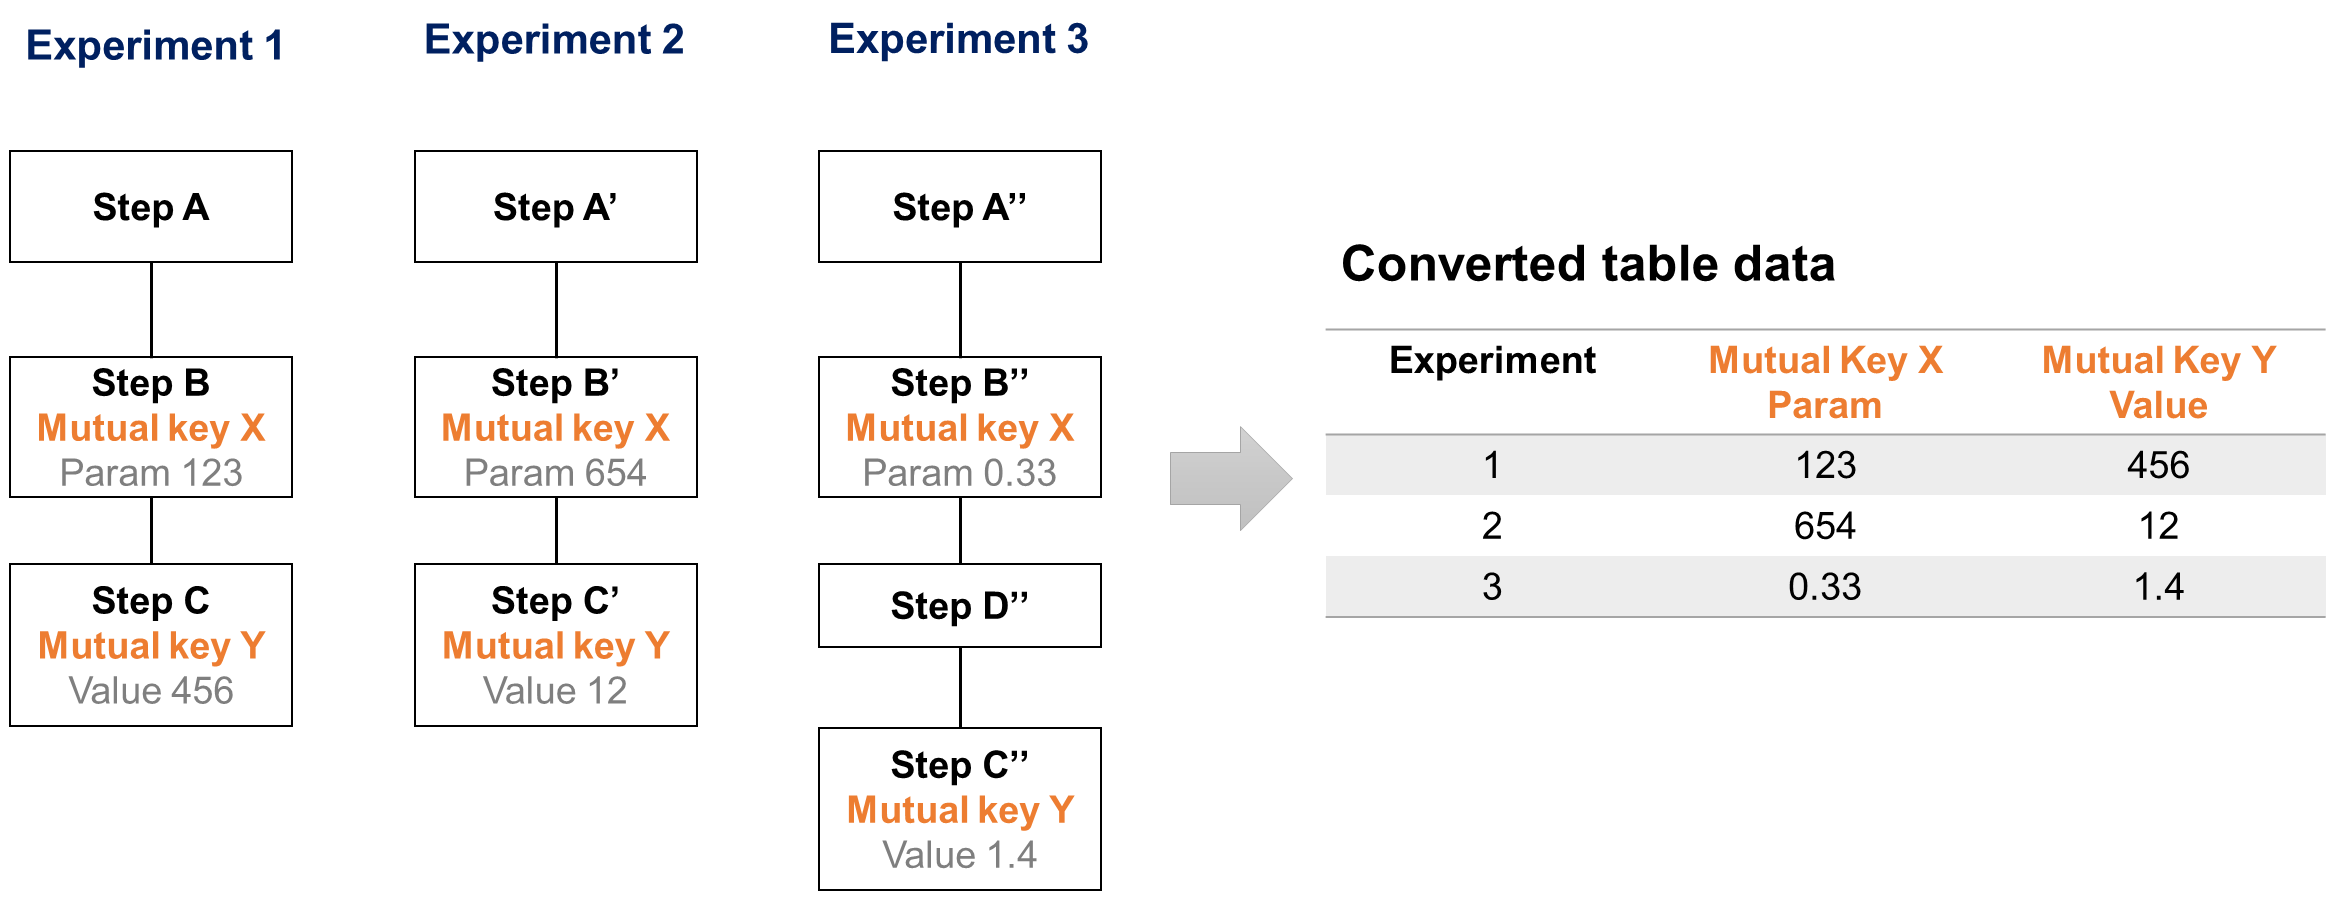 Experiment 1
Step A
Step B
Mutual key X
Param 123
Step C
Mutual key Y
Value 456
Experiment 2
Step A’
Step B’
Mutual key X
Param 654
Step C’
Mutual key Y
Value 12
Experiment 3
Step A’’
Step B’’
Mutual key X
Param 0.33
Step D’’
Step C’’
Mutual key Y
Value 1.4
Converted table data
Experiment Mutual Key X Mutual Key Y
Param Value
1 123 456
2 654 12
3 0.33 1.4